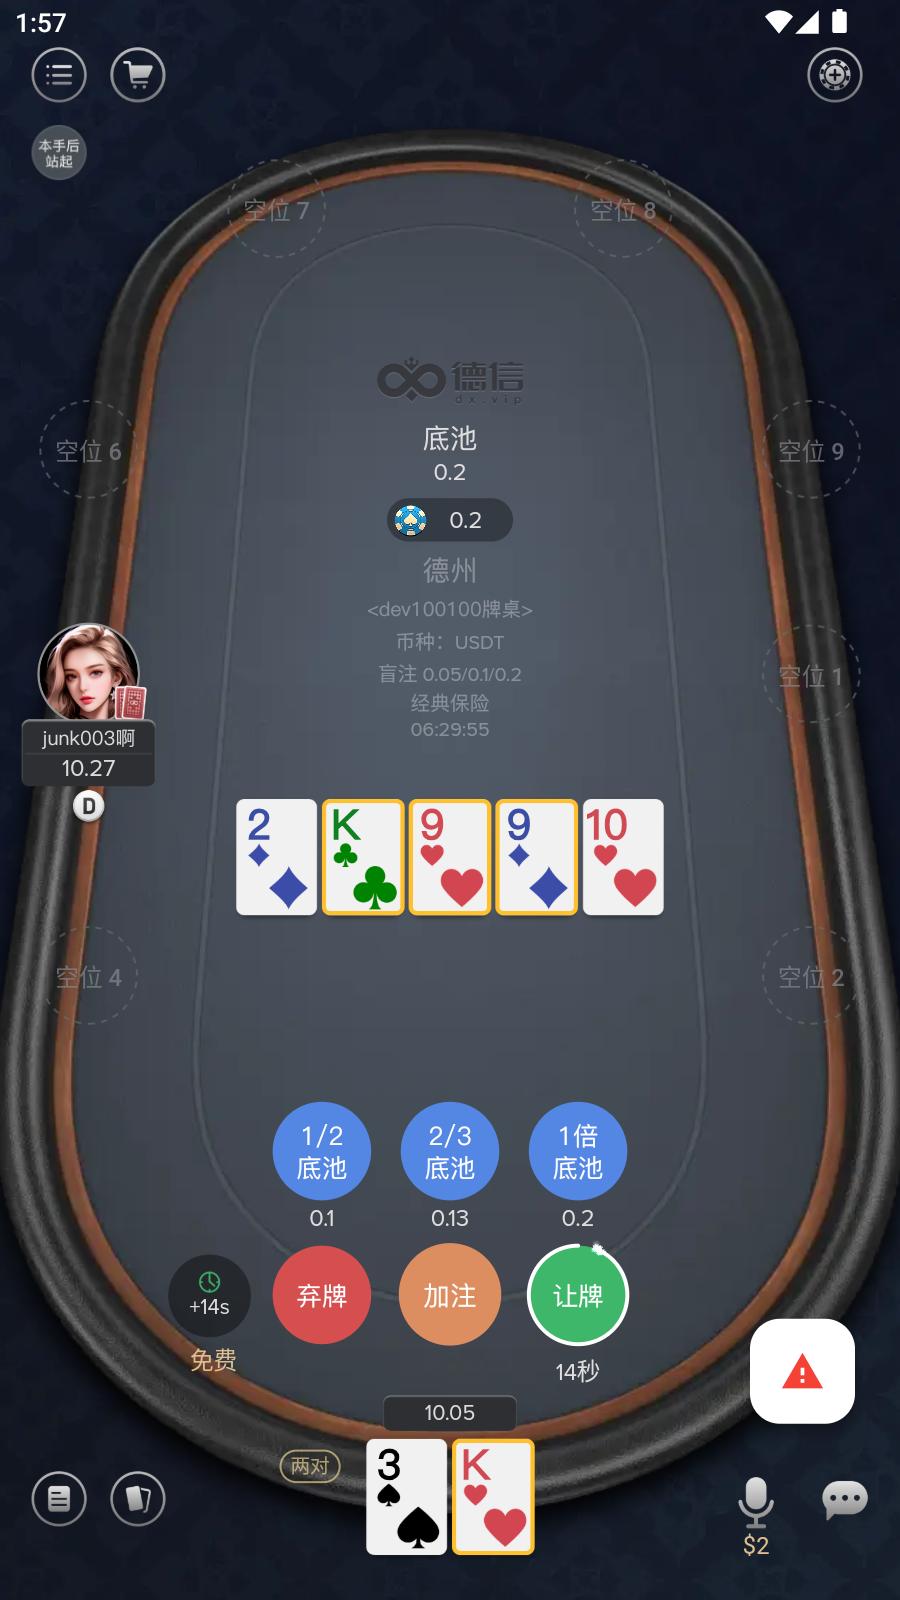 1:57
本手后
站起
空位 7
空位 8
德信
dx.vip
底池
0.2
0.2
空位 6
空位 9
德州
<dev100100牌桌>
币种：USDT
盲注 0.05/0.1/0.2
经典保险
06:29:55
空位 1
junk003啊
10.27
D
2
K
9
9
10
空位 4
空位 2
1/2
底池
2/3
底池
1倍
底池
0.1
0.13
0.2
+14s
弃牌
加注
让牌
免费
14秒
10.05
两对
3
K
$2